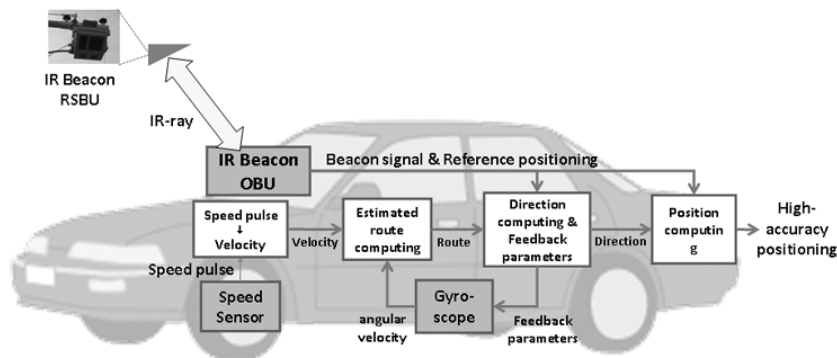 IR Beacon
RSBU
IR-ray
IR Beacon
OBU
Beacon signal & Reference positioning
Speed pulse
↓
Velocity
Velocity
Estimated
route
computing
Route
Direction
computing &
Feedback
parameters
Direction
Position
computin
g
High-
accuracy
positioning
Speed pulse
Speed
Sensor
angular
velocity
Gyro-
scope
Feedback
parameters